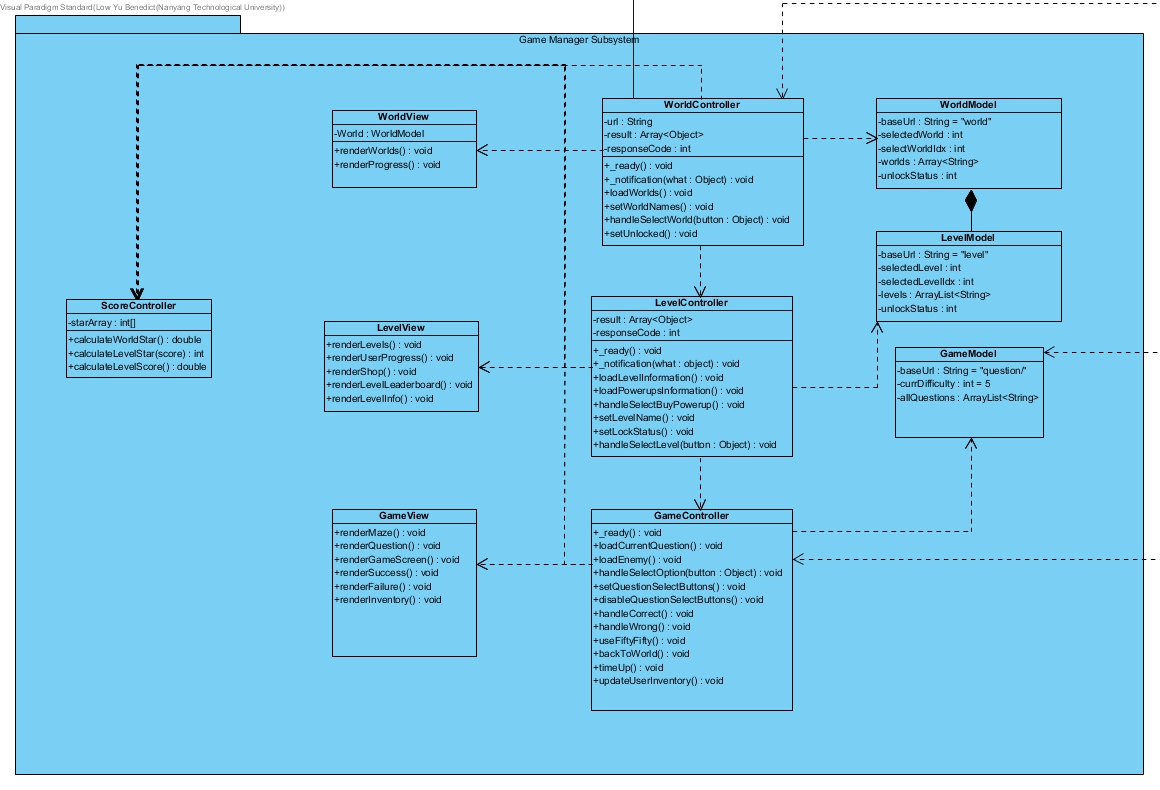 Visual Paradigm Standard(Low Yu Benedict(Nanyang Technological University))
Game Manager Subsystem
WorldView
-World : WorldModel
+renderWorlds() : void
+renderProgress() : void
WorldController
-url : String
-result : Array<Object>
-responseCode : int
+_ready() : void
+_notification(what : Object) : void
+loadWorlds() : void
+setWorldNames() : void
+handleSelectWorld(button : Object) : void
+setUnlocked() : void
WorldModel
-baseUrl : String = "world"
-selectedWorld : int
-selectWorldIdx : int
-worlds : Array<String>
-unlockStatus : int
LevelModel
-baseUrl : String = "level"
-selectedLevel : int
-selectedLevelIdx : int
-levels : ArrayList<String>
-unlockStatus : int
ScoreController
-starArray : int[]
+calculateWorldStar() : double
+calculateLevelStar(score) : int
+calculateLevelScore() : double
LevelView
+renderLevels() : void
+renderUserProgress() : void
+renderShop() : void
+renderLevelLeaderboard() : void
+renderLevelInfo() : void
LevelController
-result : Array<Object>
-responseCode : int
+_ready() : void
+_notification(what : object) : void
+loadLevelInformation() : void
+loadPowerupsInformation() : void
+handleSelectBuyPowerup() : void
+setLevelName() : void
+setLockStatus() : void
+handleSelectLevel(button : Object) : void
GameModel
-baseUrl : String = "question/"
-currDifficulty : int = 5
-allQuestions : ArrayList<String>
GameView
+renderMaze() : void
+renderQuestion() : void
+renderGameScreen() : void
+renderSuccess() : void
+renderFailure() : void
+renderInventory() : void
GameController
+_ready() : void
+loadCurrentQuestion() : void
+loadEnemy() : void
+handleSelectOption(button : Object) : void
+setQuestionSelectButtons() : void
+disableQuestionSelectButtons() : void
+handleCorrect() : void
+handleWrong() : void
+useFiftyFifty() : void
+backToWorld() : void
+timeUp() : void
+updateUserInventory() : void